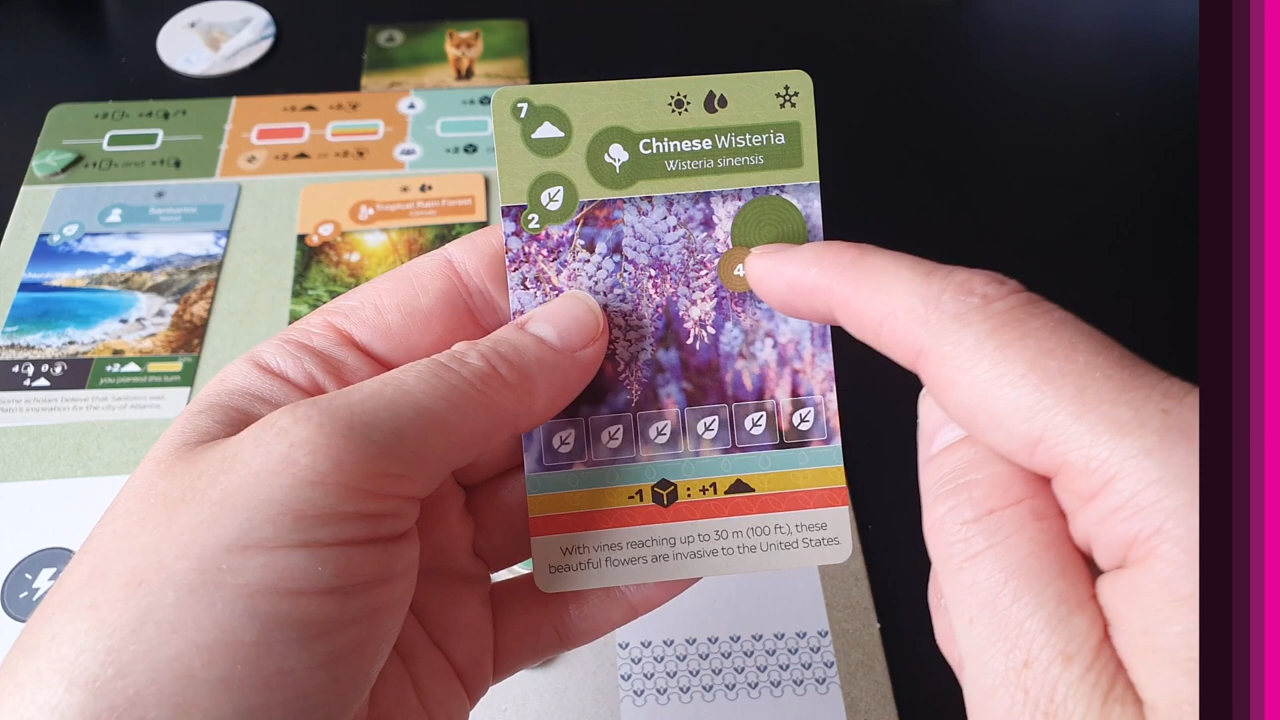 7
Chinese Wisteria
Wisteria sinensis
2
4
-1 : +1
With vines reaching up to 30 m (100 ft.), these
beautiful flowers are invasive to the United States.
Santorini
Tropical Rain Forest
+2
you planted this turn
Some scholars believe that Santorini was
Plato's inspiration for the city of Atlantis.